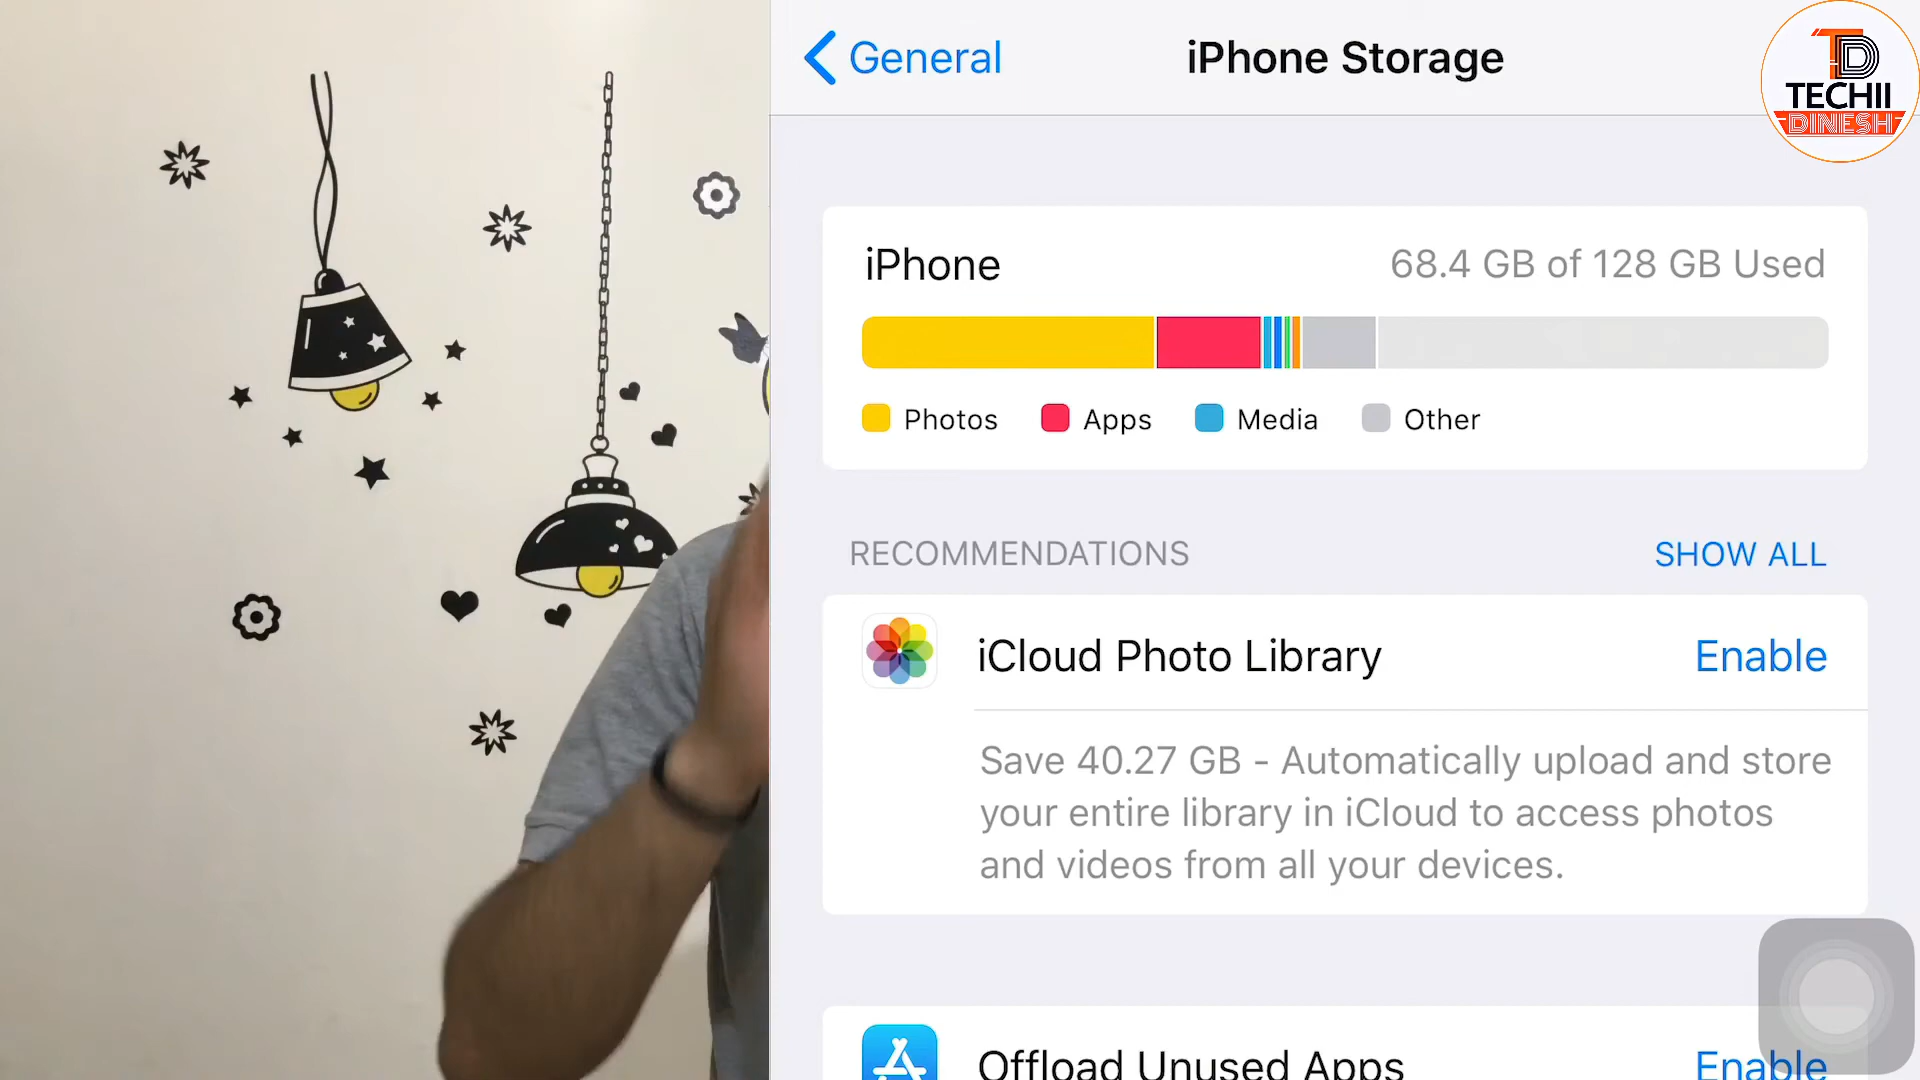 General
iPhone Storage
TD
TECHII
DINESH
iPhone
68.4 GB of 128 GB Used
Photos
Apps
Media
Other
RECOMMENDATIONS
SHOW ALL
iCloud Photo Library
Enable
Save 40.27 GB - Automatically upload and store
your entire library in iCloud to access photos
and videos from all your devices.
Offload Unused Apps
Enable